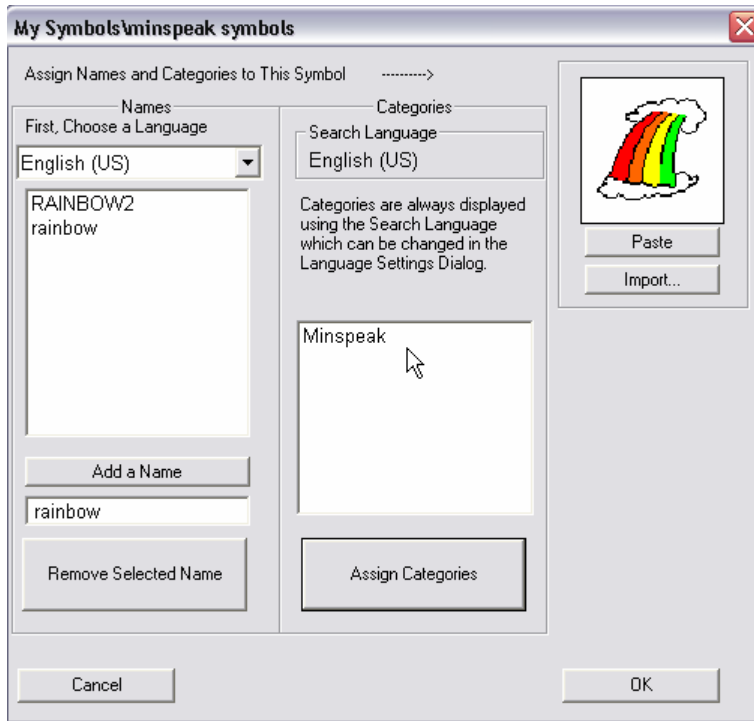 My Symbols\minspeak symbols
Assign Names and Categories to This Symbol ---------->
Names
First, Choose a Language
English (US)
RAINBOW2
rainbow
Add a Name
rainbow
Remove Selected Name
Categories
Search Language
English (US)
Categories are always displayed
using the Search Language
which can be changed in the
Language Settings Dialog.
Minspeak
Assign Categories
Paste
Import...
Cancel
OK